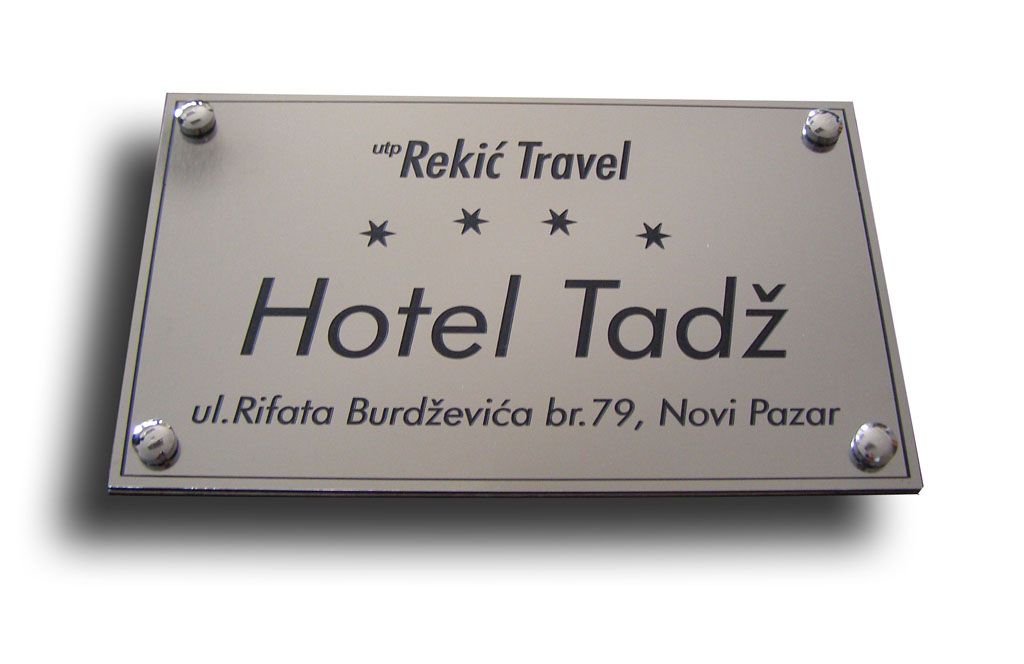 utp Rekić Travel
Hotel Tadž
ul.Rifata Burdževića br.79, Novi Pazar